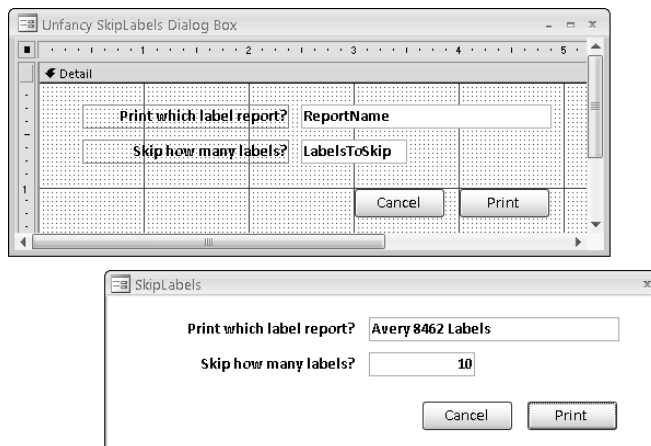 Unfancy SkipLabels Dialog Box
1 2 3 4 5
Detail
Print which label report? ReportName
Skip how many labels? LabelsToSkip
1
Cancel Print
SkipLabels
Print which label report? Avery 8462 Labels
Skip how many labels? 10
Cancel Print